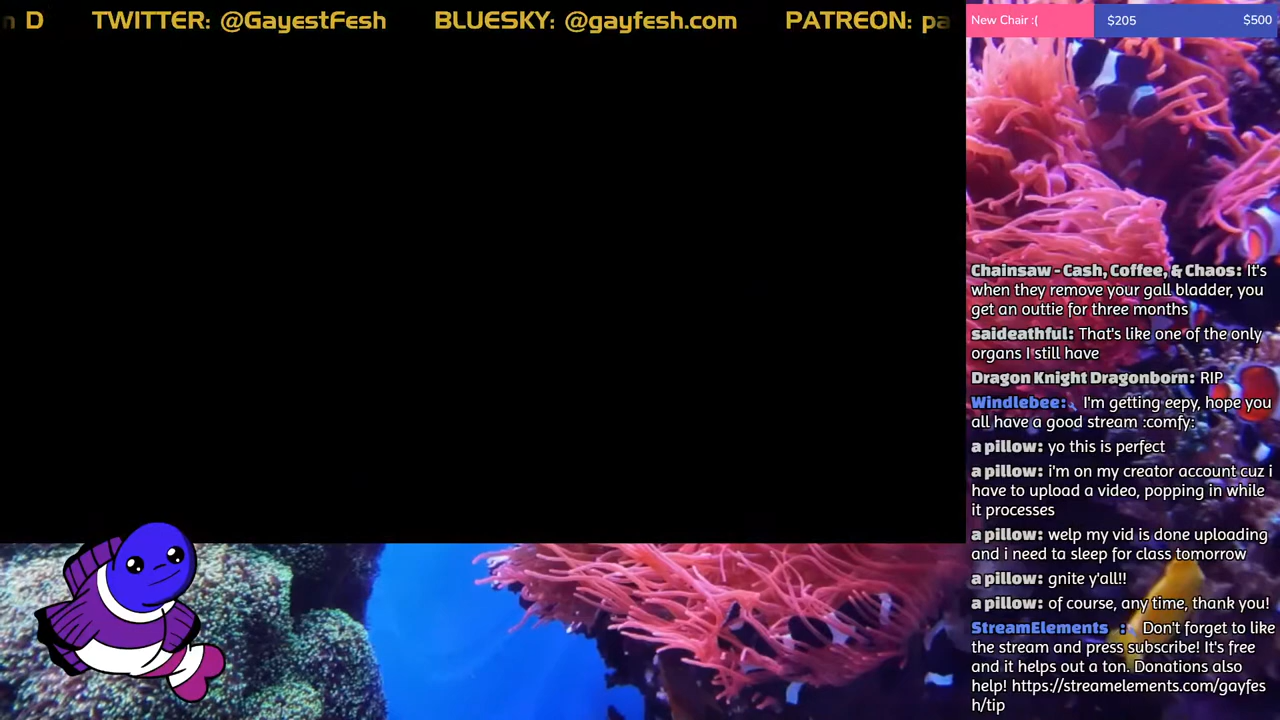 n D TWITTER: @GayestFesh BLUESKY: @gayfesh.com PATREON: pa
New Chair :( $205 $500
Chainsaw - Cash, Coffee, & Chaos: It's
when they remove your gall bladder, you
get an outtie for three months
saideathful: That's like one of the only
organs I still have
Dragon Knight Dragonborn: RIP
Windlebee: I'm getting eepy, hope you
all have a good stream :comfy:
a pillow: yo this is perfect
a pillow: i'm on my creator account cuz i
have to upload a video, popping in while
it processes
a pillow: welp my vid is done uploading
and i need ta sleep for class tomorrow
a pillow: gnite y'all!!
a pillow: of course, any time, thank you!
StreamElements : Don't forget to like
the stream and press subscribe! It's free
and it helps out a ton. Donations also
help! https://streamelements.com/gayfes
h/tip